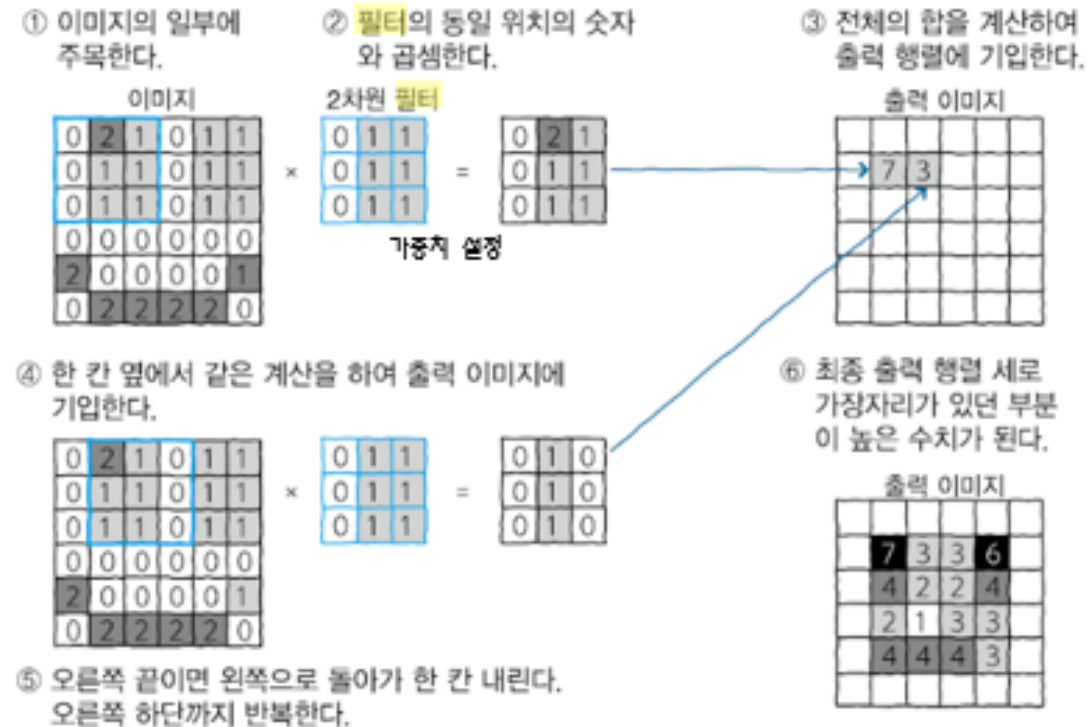 ① 이미지의 일부에
주목한다.
이미지
0 2 1 0 1 1
0 1 1 0 1 1
0 1 1 0 1 1
0 0 0 0 0 0
2 0 0 0 0 1
0 2 2 2 2 0
×
② 필터의 동일 위치의 숫자
와 곱셈한다.
2차원 필터
0 1 1
0 1 1
0 1 1
=
0 2 1
0 1 1
0 1 1
가중치 설정
③ 전체의 합을 계산하여
출력 행렬에 기입한다.
출력 이미지
7 3
④ 한 칸 옆에서 같은 계산을 하여 출력 이미지에
기입한다.
0 2 1 0 1 1
0 1 1 0 1 1
0 1 1 0 1 1
0 0 0 0 0 0
2 0 0 0 0 1
0 2 2 2 2 0
×
0 1 1
0 1 1
0 1 1
=
0 1 0
0 1 0
0 1 0
⑤ 오른쪽 끝이면 왼쪽으로 돌아가 한 칸 내린다.
오른쪽 하단까지 반복한다.
⑥ 최종 출력 행렬 세로
가장자리가 있던 부분
이 높은 수치가 된다.
출력 이미지
7 3 3 6
4 2 2 4
2 1 3 3
4 4 4 3